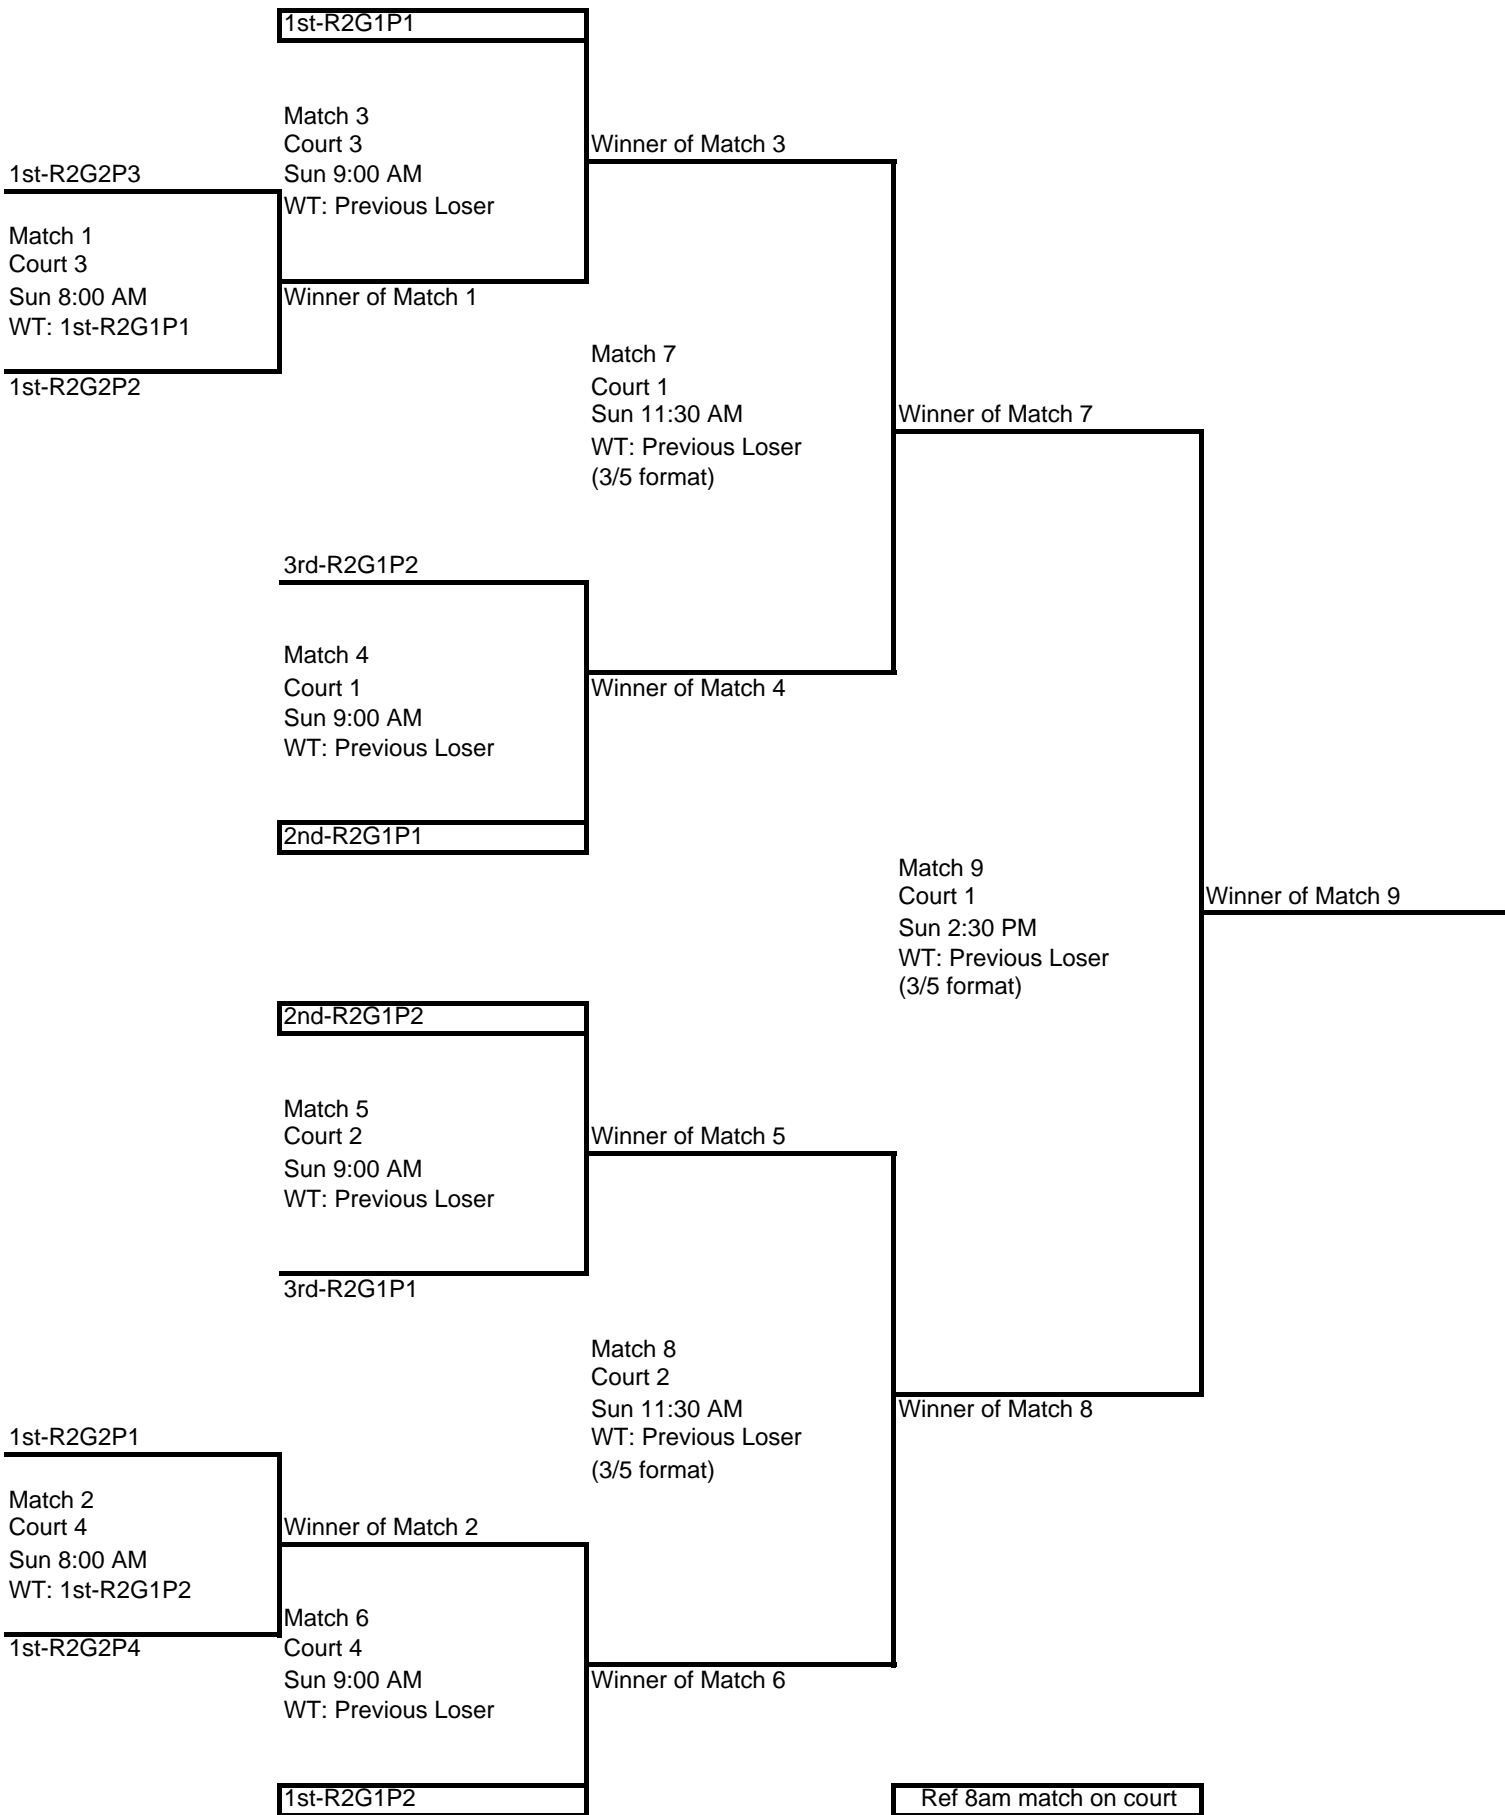 1st-R2G1P1
Match 3
Court 3
Sun 9:00 AM
WT: Previous Loser
Winner of Match 3
1st-R2G2P3
Match 1
Court 3
Sun 8:00 AM
WT: 1st-R2G1P1
Winner of Match 1
1st-R2G2P2
Match 7
Court 1
Sun 11:30 AM
WT: Previous Loser
(3/5 format)
Winner of Match 7
3rd-R2G1P2
Match 4
Court 1
Sun 9:00 AM
WT: Previous Loser
Winner of Match 4
2nd-R2G1P1
Match 9
Court 1
Sun 2:30 PM
WT: Previous Loser
(3/5 format)
Winner of Match 9
2nd-R2G1P2
Match 5
Court 2
Sun 9:00 AM
WT: Previous Loser
Winner of Match 5
3rd-R2G1P1
Match 8
Court 2
Sun 11:30 AM
WT: Previous Loser
(3/5 format)
Winner of Match 8
1st-R2G2P1
Match 2
Court 4
Sun 8:00 AM
WT: 1st-R2G1P2
Winner of Match 2
1st-R2G2P4
Match 6
Court 4
Sun 9:00 AM
WT: Previous Loser
Winner of Match 6
1st-R2G1P2
Ref 8am match on court